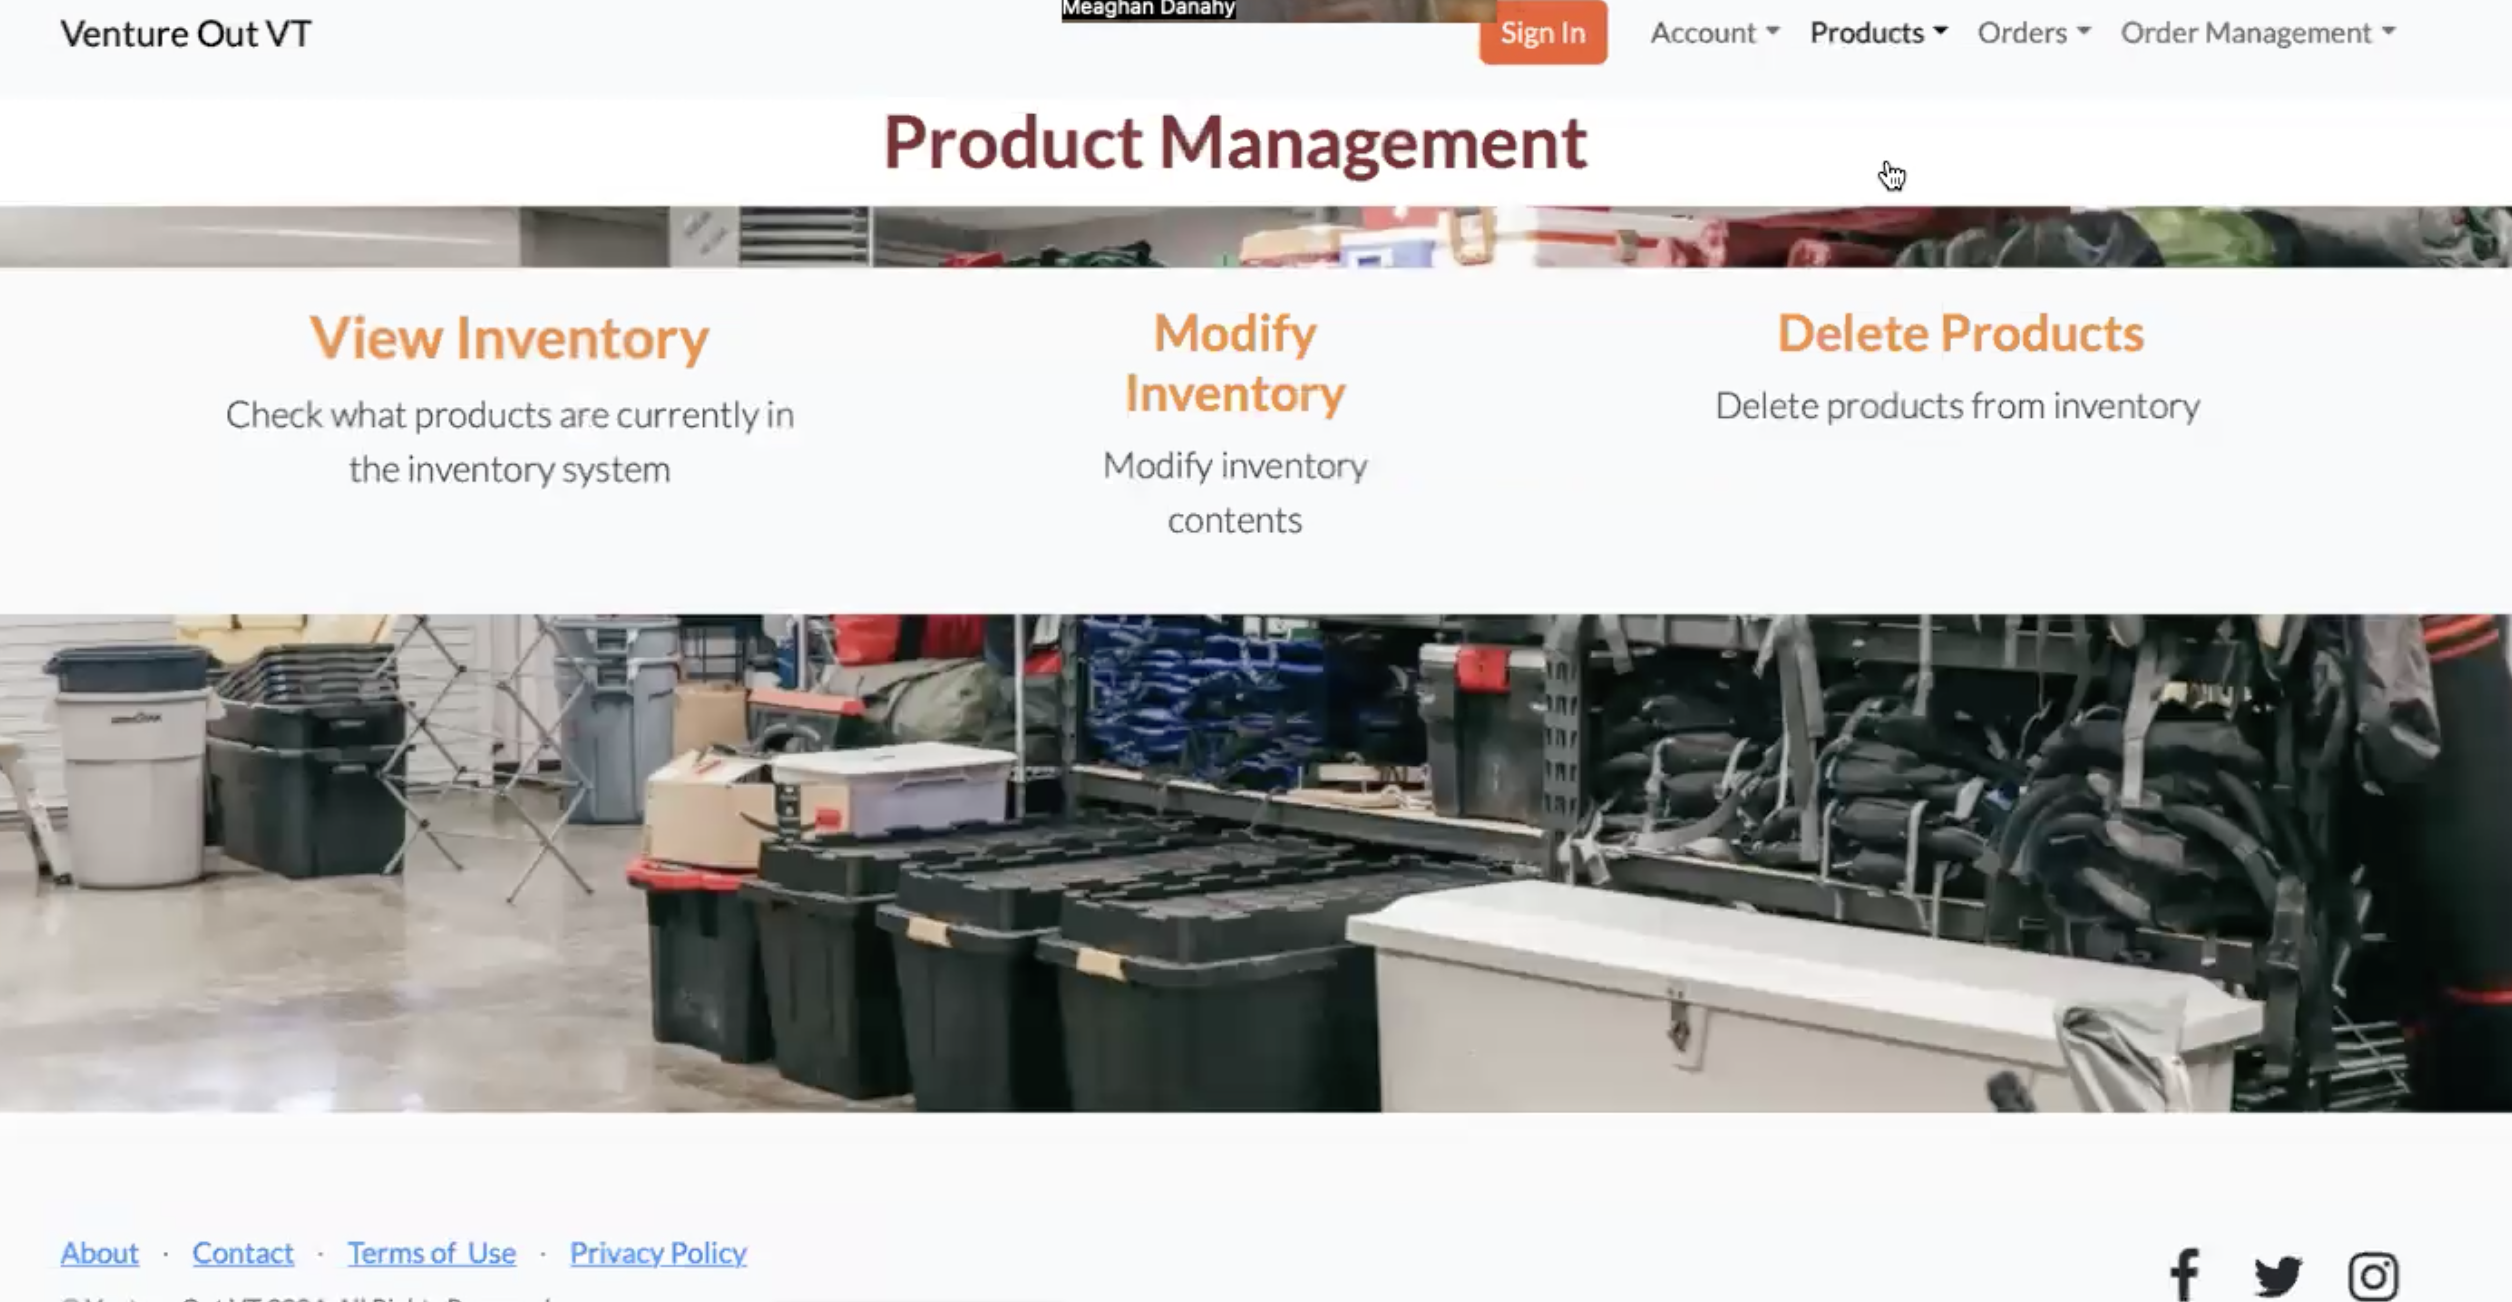 Meaghan Danahy
Venture Out VT
Sign In
Account
Products
Orders
Order Management
Product Management
View Inventory
Check what products are currently in
the inventory system
Modify
Inventory
Modify inventory
contents
Delete Products
Delete products from inventory
About · Contact · Terms of Use · Privacy Policy